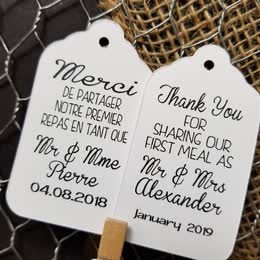 Merci
DE PARTAGER
NOTRE PREMIER
REPAS EN TANT QUE
Mr & Mme
Pierre
04.08.2018
Thank You
FOR
SHARING OUR
FIRST MEAL AS
Mr & Mrs
Alexander
January 2019